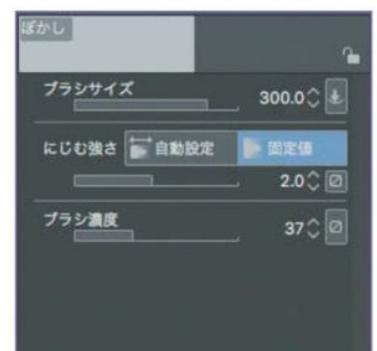 ぼかし
ブラシサイズ 300.0
にじむ強さ 自動設定 固定値
2.0
ブラシ濃度 37